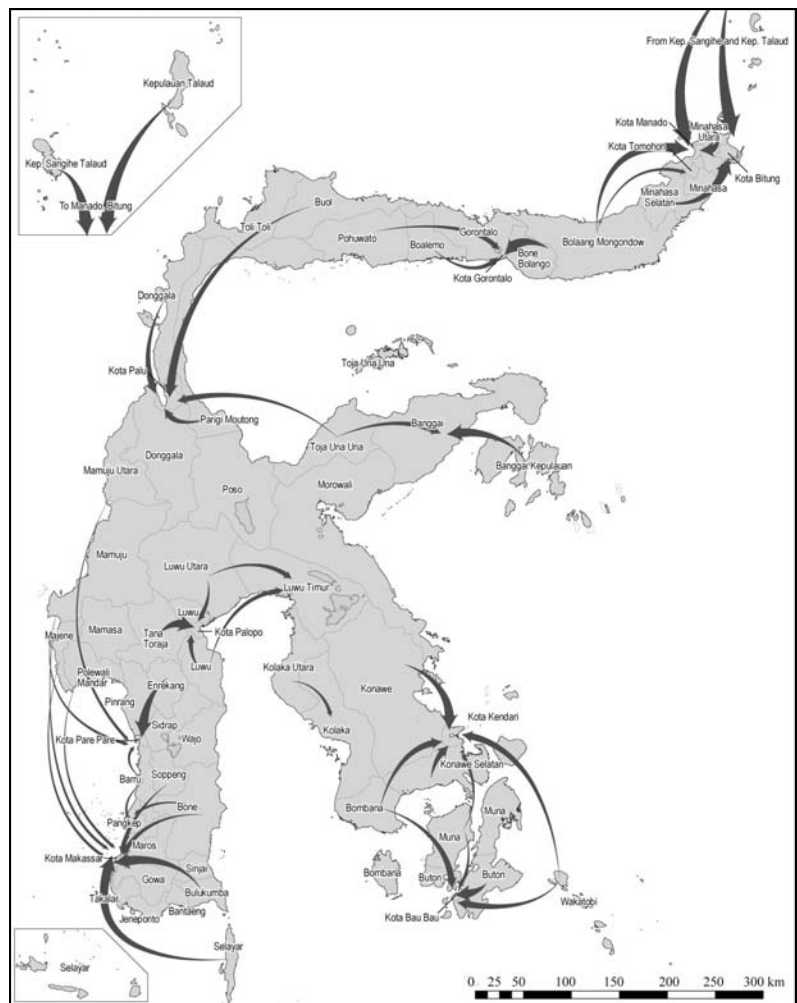 From Kep. Sangihe and Kep. Talaud
Kepulauan Talaud
Kep. Sangihe Talaud
To Manado, Bitung
Kota Manado
Minahasa
Utara
Kota Tomohon
Kota Bitung
Minahasa
Minahasa
Selatan
Bolaang Mongondow
Buol
Toli Toli
Pohuwato
Gorontalo
Boalemo
Bone
Bolango
Kota Gorontalo
Donggala
Kota Palu
Toja Una Una
Parigi Moutong
Banggai
Toja Una Una
Donggala
Banggai Kepulauan
Mamuju Utara
Poso
Morowali
Mamuju
Luwu Utara
Luwu Timur
Luwu
Majene
Mamasa
Tana
Toraja
Kota Palopo
Luwu
Kolaka Utara
Konawe
Polewali
Mandar
Enrekang
Pinrang
Kota Kendari
Sidrap
Kota Pare Pare
Wajo
Kolaka
Konawe Selatan
Soppeng
Barru
Bone
Bombana
Muna
Pangkep
Muna
Maros
Kota Makassar
Sinjai
Gowa
Bombana
Buton
Buton
Bulukumba
Takalar
Wakatobi
Bantaeng
Kota Bau Bau
Jeneponto
Selayar
Selayar
0 25 50 100 150 200 250 300 km